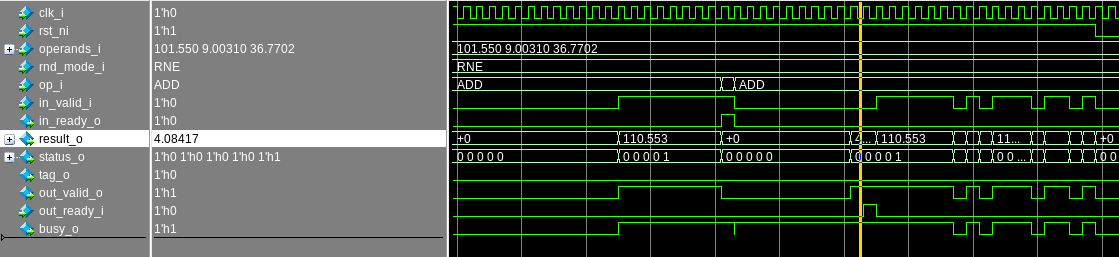 clk_i 1'h0
rst_ni 1'h1
operands_i 101.550 9.00310 36.7702 101.550 9.00310 36.7702
rnd_mode_i RNE RNE
op_i ADD ADD ADD
in_valid_i 1'h0
in_ready_o 1'h0
result_o 4.08417 +0 110.553 +0 4... 110.553 11... +0
status_o 1'h0 1'h0 1'h0 1'h0 1'h1 0 0 0 0 0 0 0 0 0 1 0 0 0 0 0 0 0 0 0 1 0 0 ... 0 0
tag_o 1'h0
out_valid_o 1'h1
out_ready_i 1'h0
busy_o 1'h1